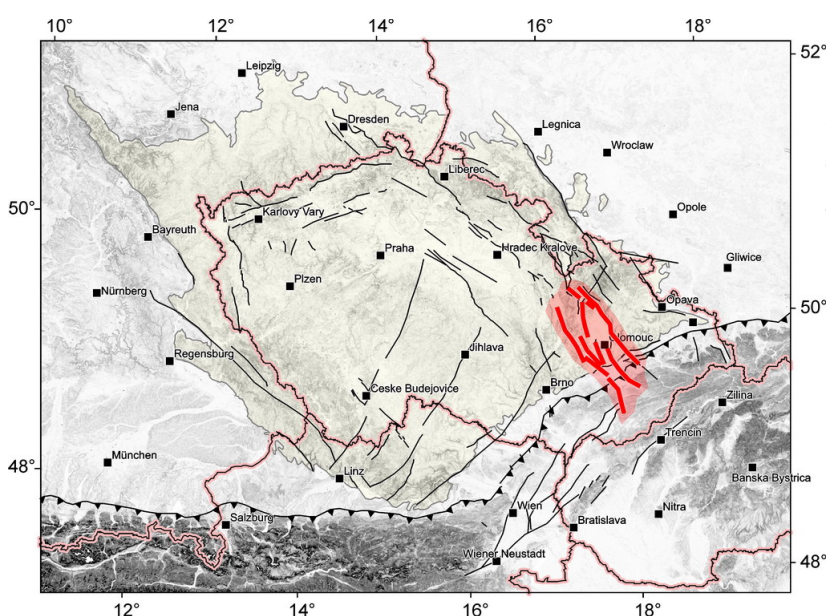 10° 12° 14° 16° 18°
52°
Leipzig
Jena
Dresden
Legnica
Wroclaw
Liberec
50°
Karlovy Vary
Opole
Bayreuth
Praha
Hradec Kralove
Gliwice
Plzen
Nürnberg
Opava
50°
lomouc
Regensburg
Jihlava
Ceske Budejovice
Brno
Zilina
Trencin
München
48°
Linz
Banska Bystrica
Wien
Nitra
Salzburg
Bratislava
Wiener Neustadt
48°
12° 14° 16° 18°